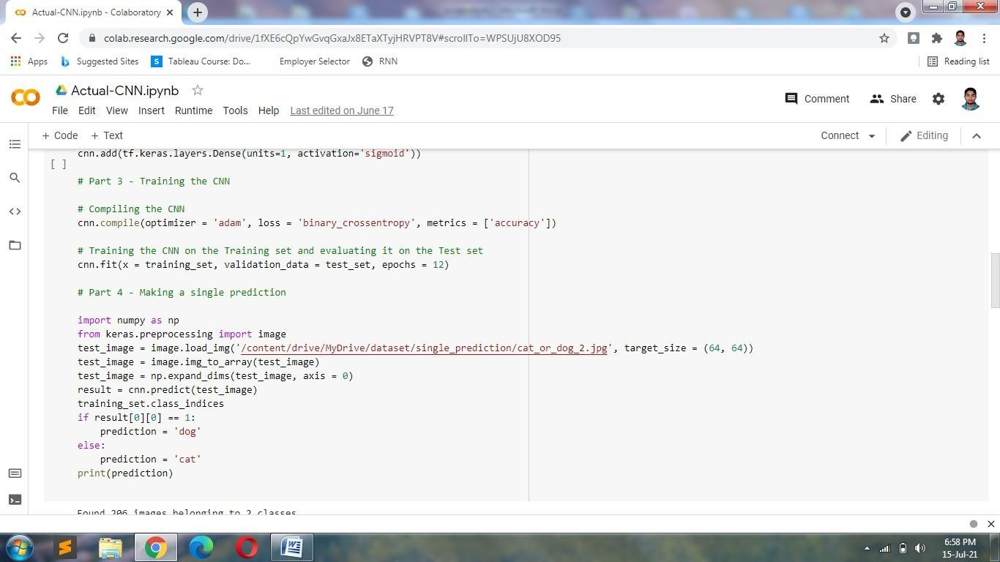 Actual-CNN.ipynb - Colaboratory
colab.research.google.com/drive/1fXE6cQpYwGvqGxaJx8ETaXTyjHRVPT8V#scrollTo=WPSUjU8XOD95
Apps Suggested Sites Tableau Course: Do... Employer Selector RNN Reading list
Actual-CNN.ipynb
Comment Share
File Edit View Insert Runtime Tools Help Last edited on June 17
+ Code + Text Connect Editing
cnn.add(tf.keras.layers.Dense(units=1, activation='sigmoid'))
[ ]
# Part 3 - Training the CNN
# Compiling the CNN
cnn.compile(optimizer = 'adam', loss = 'binary_crossentropy', metrics = ['accuracy'])
# Training the CNN on the Training set and evaluating it on the Test set
cnn.fit(x = training_set, validation_data = test_set, epochs = 12)
# Part 4 - Making a single prediction
import numpy as np
from keras.preprocessing import image
test_image = image.load_img('/content/drive/MyDrive/dataset/single_prediction/cat_or_dog_2.jpg', target_size = (64, 64))
test_image = image.img_to_array(test_image)
test_image = np.expand_dims(test_image, axis = 0)
result = cnn.predict(test_image)
training_set.class_indices
if result[0][0] == 1:
    prediction = 'dog'
else:
    prediction = 'cat'
print(prediction)
Found 206 images belonging to 2 classes
6:58 PM
15-Jul-21